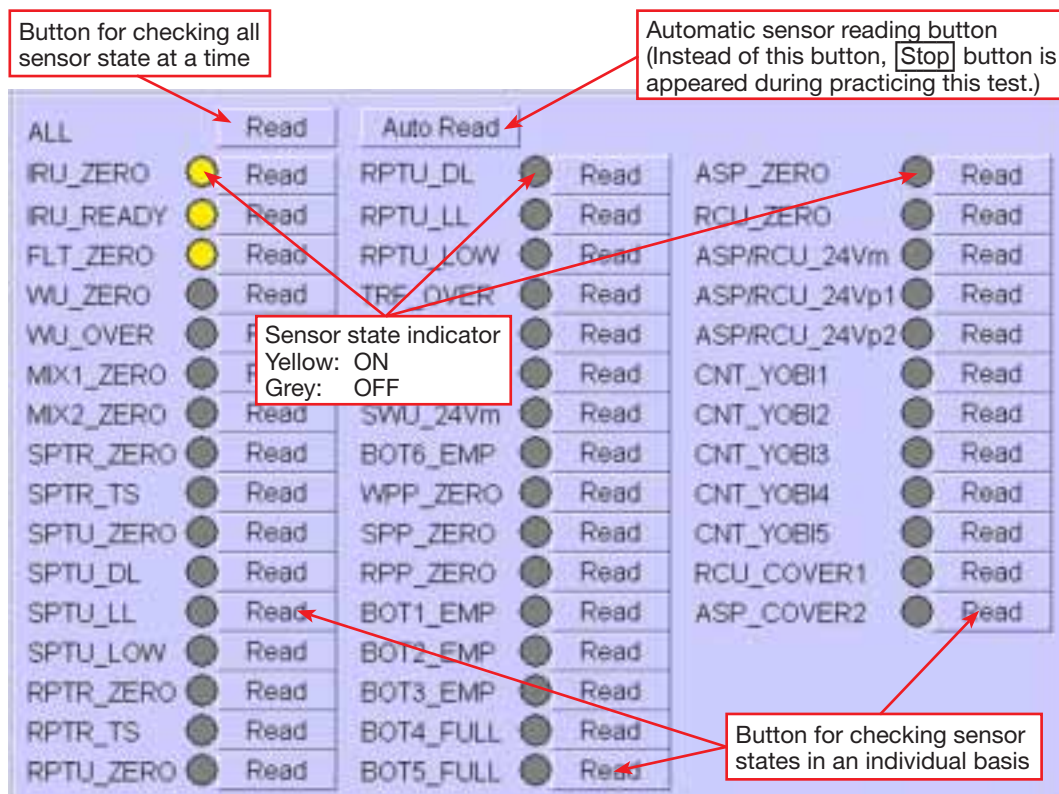 Button for checking all
sensor state at a time
Automatic sensor reading button
(Instead of this button, Stop button is
appeared during practicing this test.)
ALL Read Auto Read
IRU_ZERO Read RPTU_DL Read ASP_ZERO Read
IRU_READY Read RPTU_LL Read RCU_ZERO Read
FLT_ZERO Read RPTU_LOW Read ASP/RCU_24Vm Read
WU_ZERO Read TRF_OVER Read ASP/RCU_24Vp1 Read
WU_OVER Read ASP/RCU_24Vp2 Read
Sensor state indicator
Yellow: ON
Grey: OFF
MIX1_ZERO Read CNT_YOBI1 Read
MIX2_ZERO Read SWU_24Vm Read CNT_YOBI2 Read
SPTR_ZERO Read BOT6_EMP Read CNT_YOBI3 Read
SPTR_TS Read WPP_ZERO Read CNT_YOBI4 Read
SPTU_ZERO Read SPP_ZERO Read CNT_YOBI5 Read
SPTU_DL Read RPP_ZERO Read RCU_COVER1 Read
SPTU_LL Read BOT1_EMP Read ASP_COVER2 Read
SPTU_LOW Read BOT2_EMP Read
RPTR_ZERO Read BOT3_EMP Read
RPTR_TS Read BOT4_FULL Read
RPTU_ZERO Read BOT5_FULL Read
Button for checking sensor
states in an individual basis